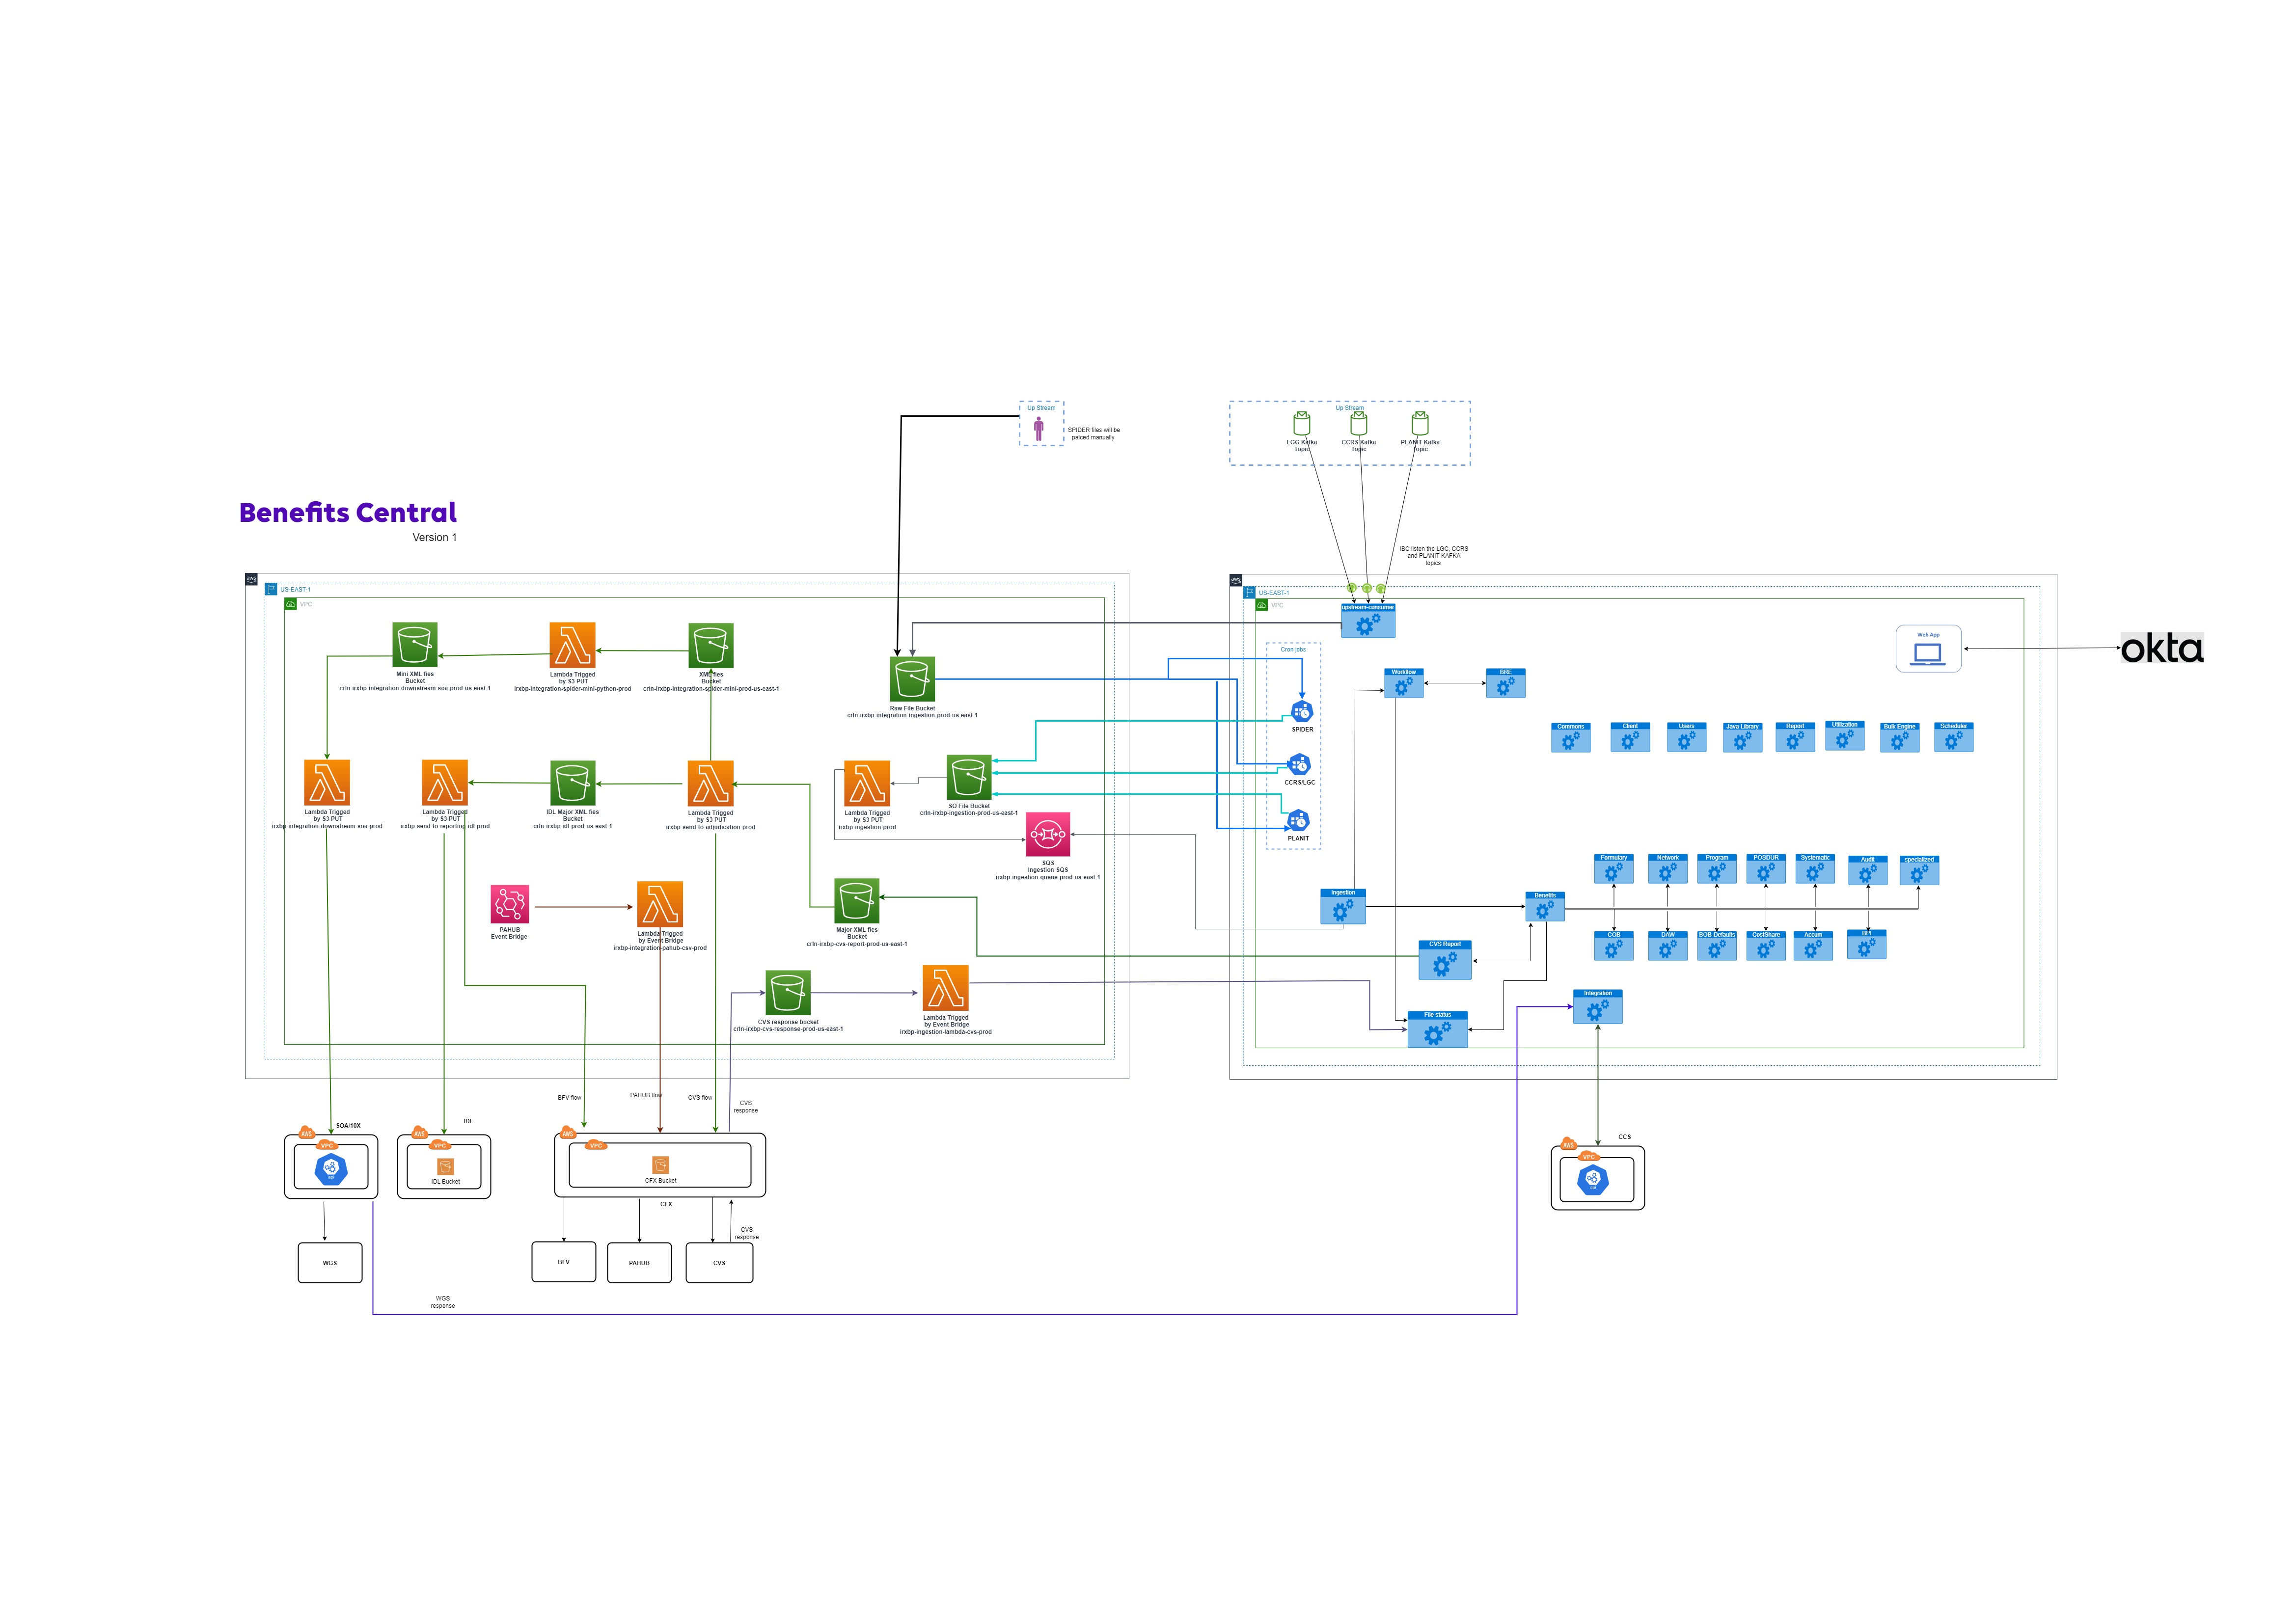 Up Stream
SPIDER files will be
palced manually
Up Stream
LGG Kafka
Topic
CCRS Kafka
Topic
PLANIT Kafka
Topic
Benefits Central
Version 1
IBC listen the LGC, CCRS
and PLANIT KAFKA
topics
aws
US-EAST-1
VPC
Mini XML fies
Bucket
crln-irxbp-integration-downstream-soa-prod-us-east-1
Lambda Trigged
by S3 PUT
irxbp-integration-spider-mini-python-prod
XML fies
Bucket
crln-irxbp-integration-spider-mini-prod-us-east-1
Raw File Bucket
crln-irxbp-integration-ingestion-prod-us-east-1
Lambda Trigged
by S3 PUT
irxbp-integration-downstream-soa-prod
Lambda Trigged
by S3 PUT
irxbp-send-to-reporting-idl-prod
IDL Major XML fies
Bucket
crln-irxbp-idl-prod-us-east-1
Lambda Trigged
by S3 PUT
irxbp-send-to-adjudication-prod
Lambda Trigged
by S3 PUT
irxbp-ingestion-prod
SO File Bucket
crln-irxbp-ingestion-prod-us-east-1
SQS
Ingestion SQS
irxbp-ingestion-queue-prod-us-east-1
PAHUB
Event Bridge
Lambda Trigged
by Event Bridge
irxbp-integration-pahub-csv-prod
Major XML fies
Bucket
crln-irxbp-cvs-report-prod-us-east-1
CVS response bucket
crln-irxbp-cvs-response-prod-us-east-1
Lambda Trigged
by Event Bridge
irxbp-ingestion-lambda-cvs-prod
aws
US-EAST-1
VPC
upstream-consumer
Cron jobs
SPIDER
CCRS/LGC
PLANIT
Workflow
BRE
Web App
okta
Commons
Client
Users
Java Library
Report
Utilization
Bulk Engine
Scheduler
Formulary
Network
Program
POSDUR
Systematic
Audit
specialized
Ingestion
Benefits
COB
DAW
BOB-Defaults
CostShare
Accum
BPI
CVS Report
Integration
File status
BFV flow
PAHUB flow
CVS flow
CVS
response
SOA/10X
AWS
VPC
IDL
AWS
VPC
IDL Bucket
AWS
VPC
CFX Bucket
CFX
CCS
AWS
VPC
CVS
response
WGS
BFV
PAHUB
CVS
WGS
response